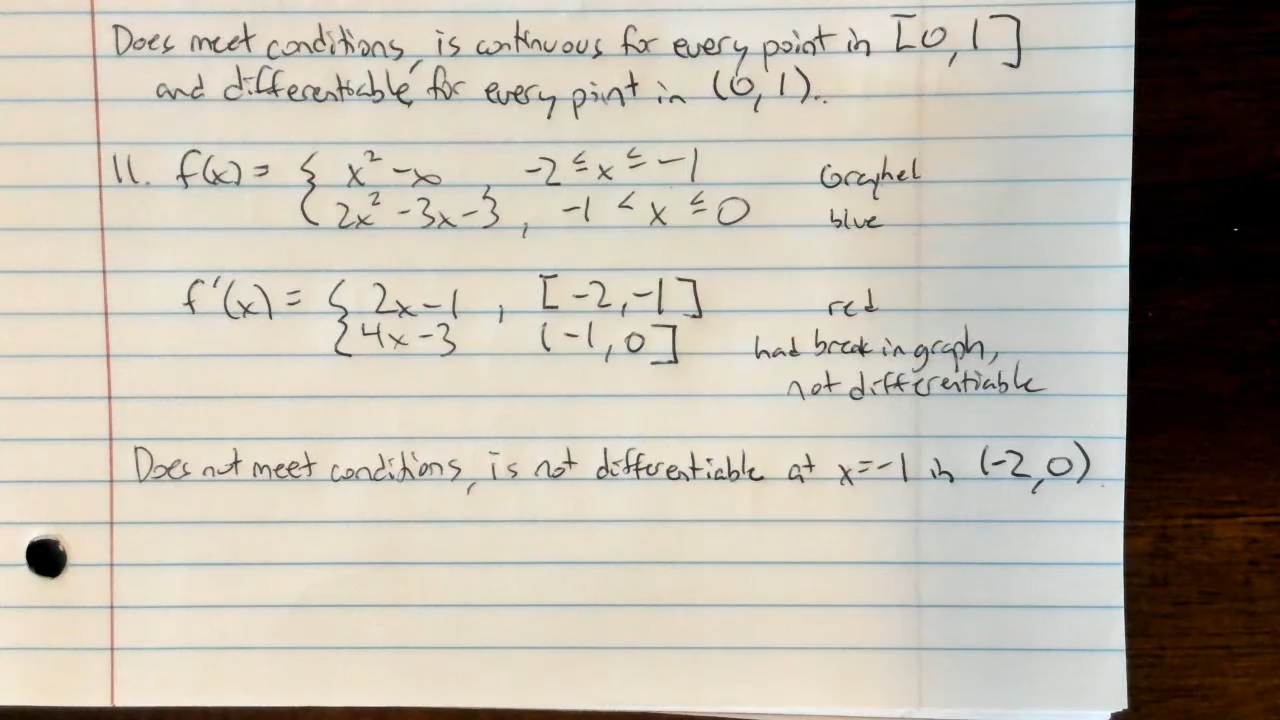 Does meet conditions, is continuous for every point in [0,1]
and differentiable, for every point in (0,1).
11. f(x) = { x² - x -2 ≤ x ≤ -1 Graphed
2x² - 3x - 3, -1 < x ≤ 0 blue
f'(x) = { 2x-1, [-2,-1] red
4x-3 (-1,0] had break in graph,
not differentiable
Does not meet conditions, is not differentiable at x=-1 in (-2,0)